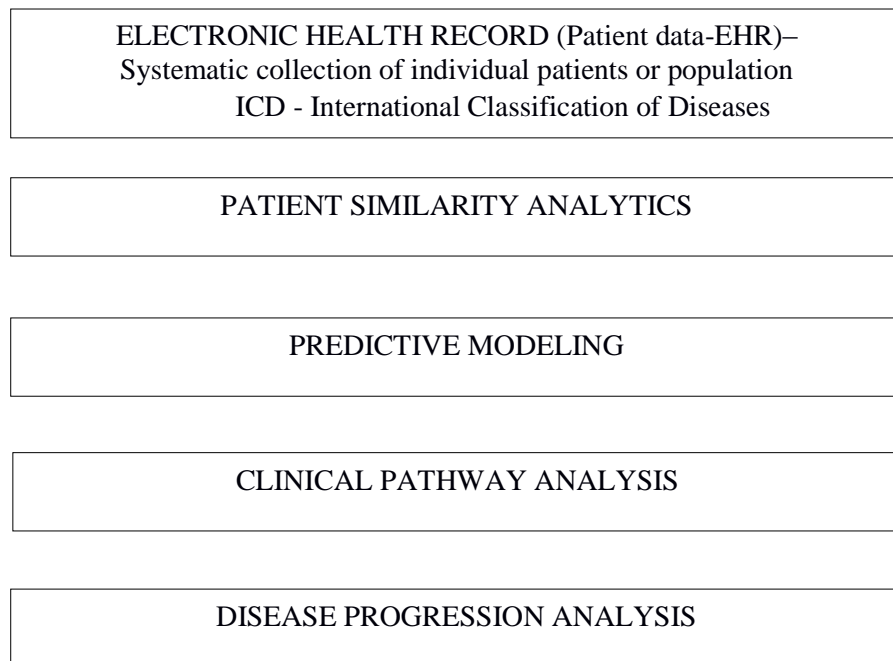 ELECTRONIC HEALTH RECORD (Patient data-EHR)–
Systematic collection of individual patients or population
ICD - International Classification of Diseases
PATIENT SIMILARITY ANALYTICS
PREDICTIVE MODELING
CLINICAL PATHWAY ANALYSIS
DISEASE PROGRESSION ANALYSIS